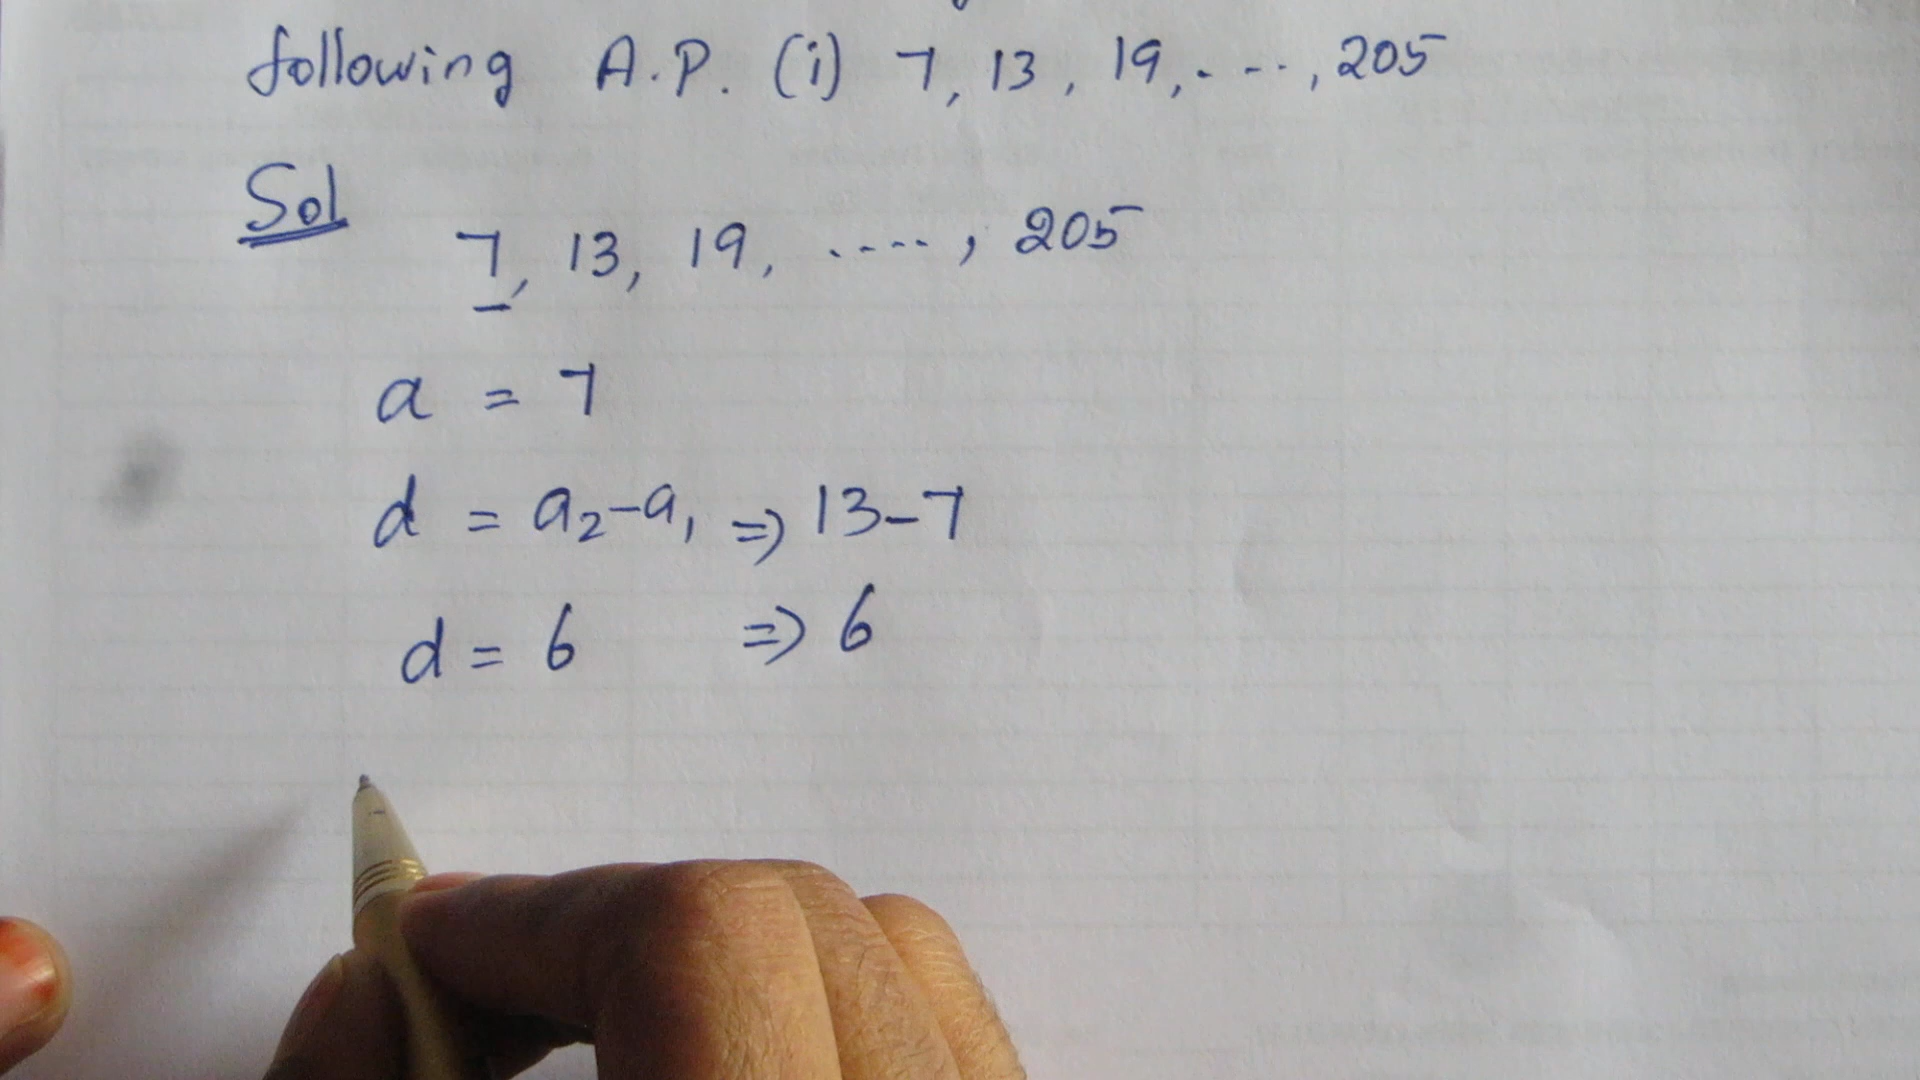 following A.P. (i) 7, 13, 19, ---, 205
Sol
7, 13, 19, ----, 205
a = 7
d = a₂-a₁ => 13-7
d = 6 => 6